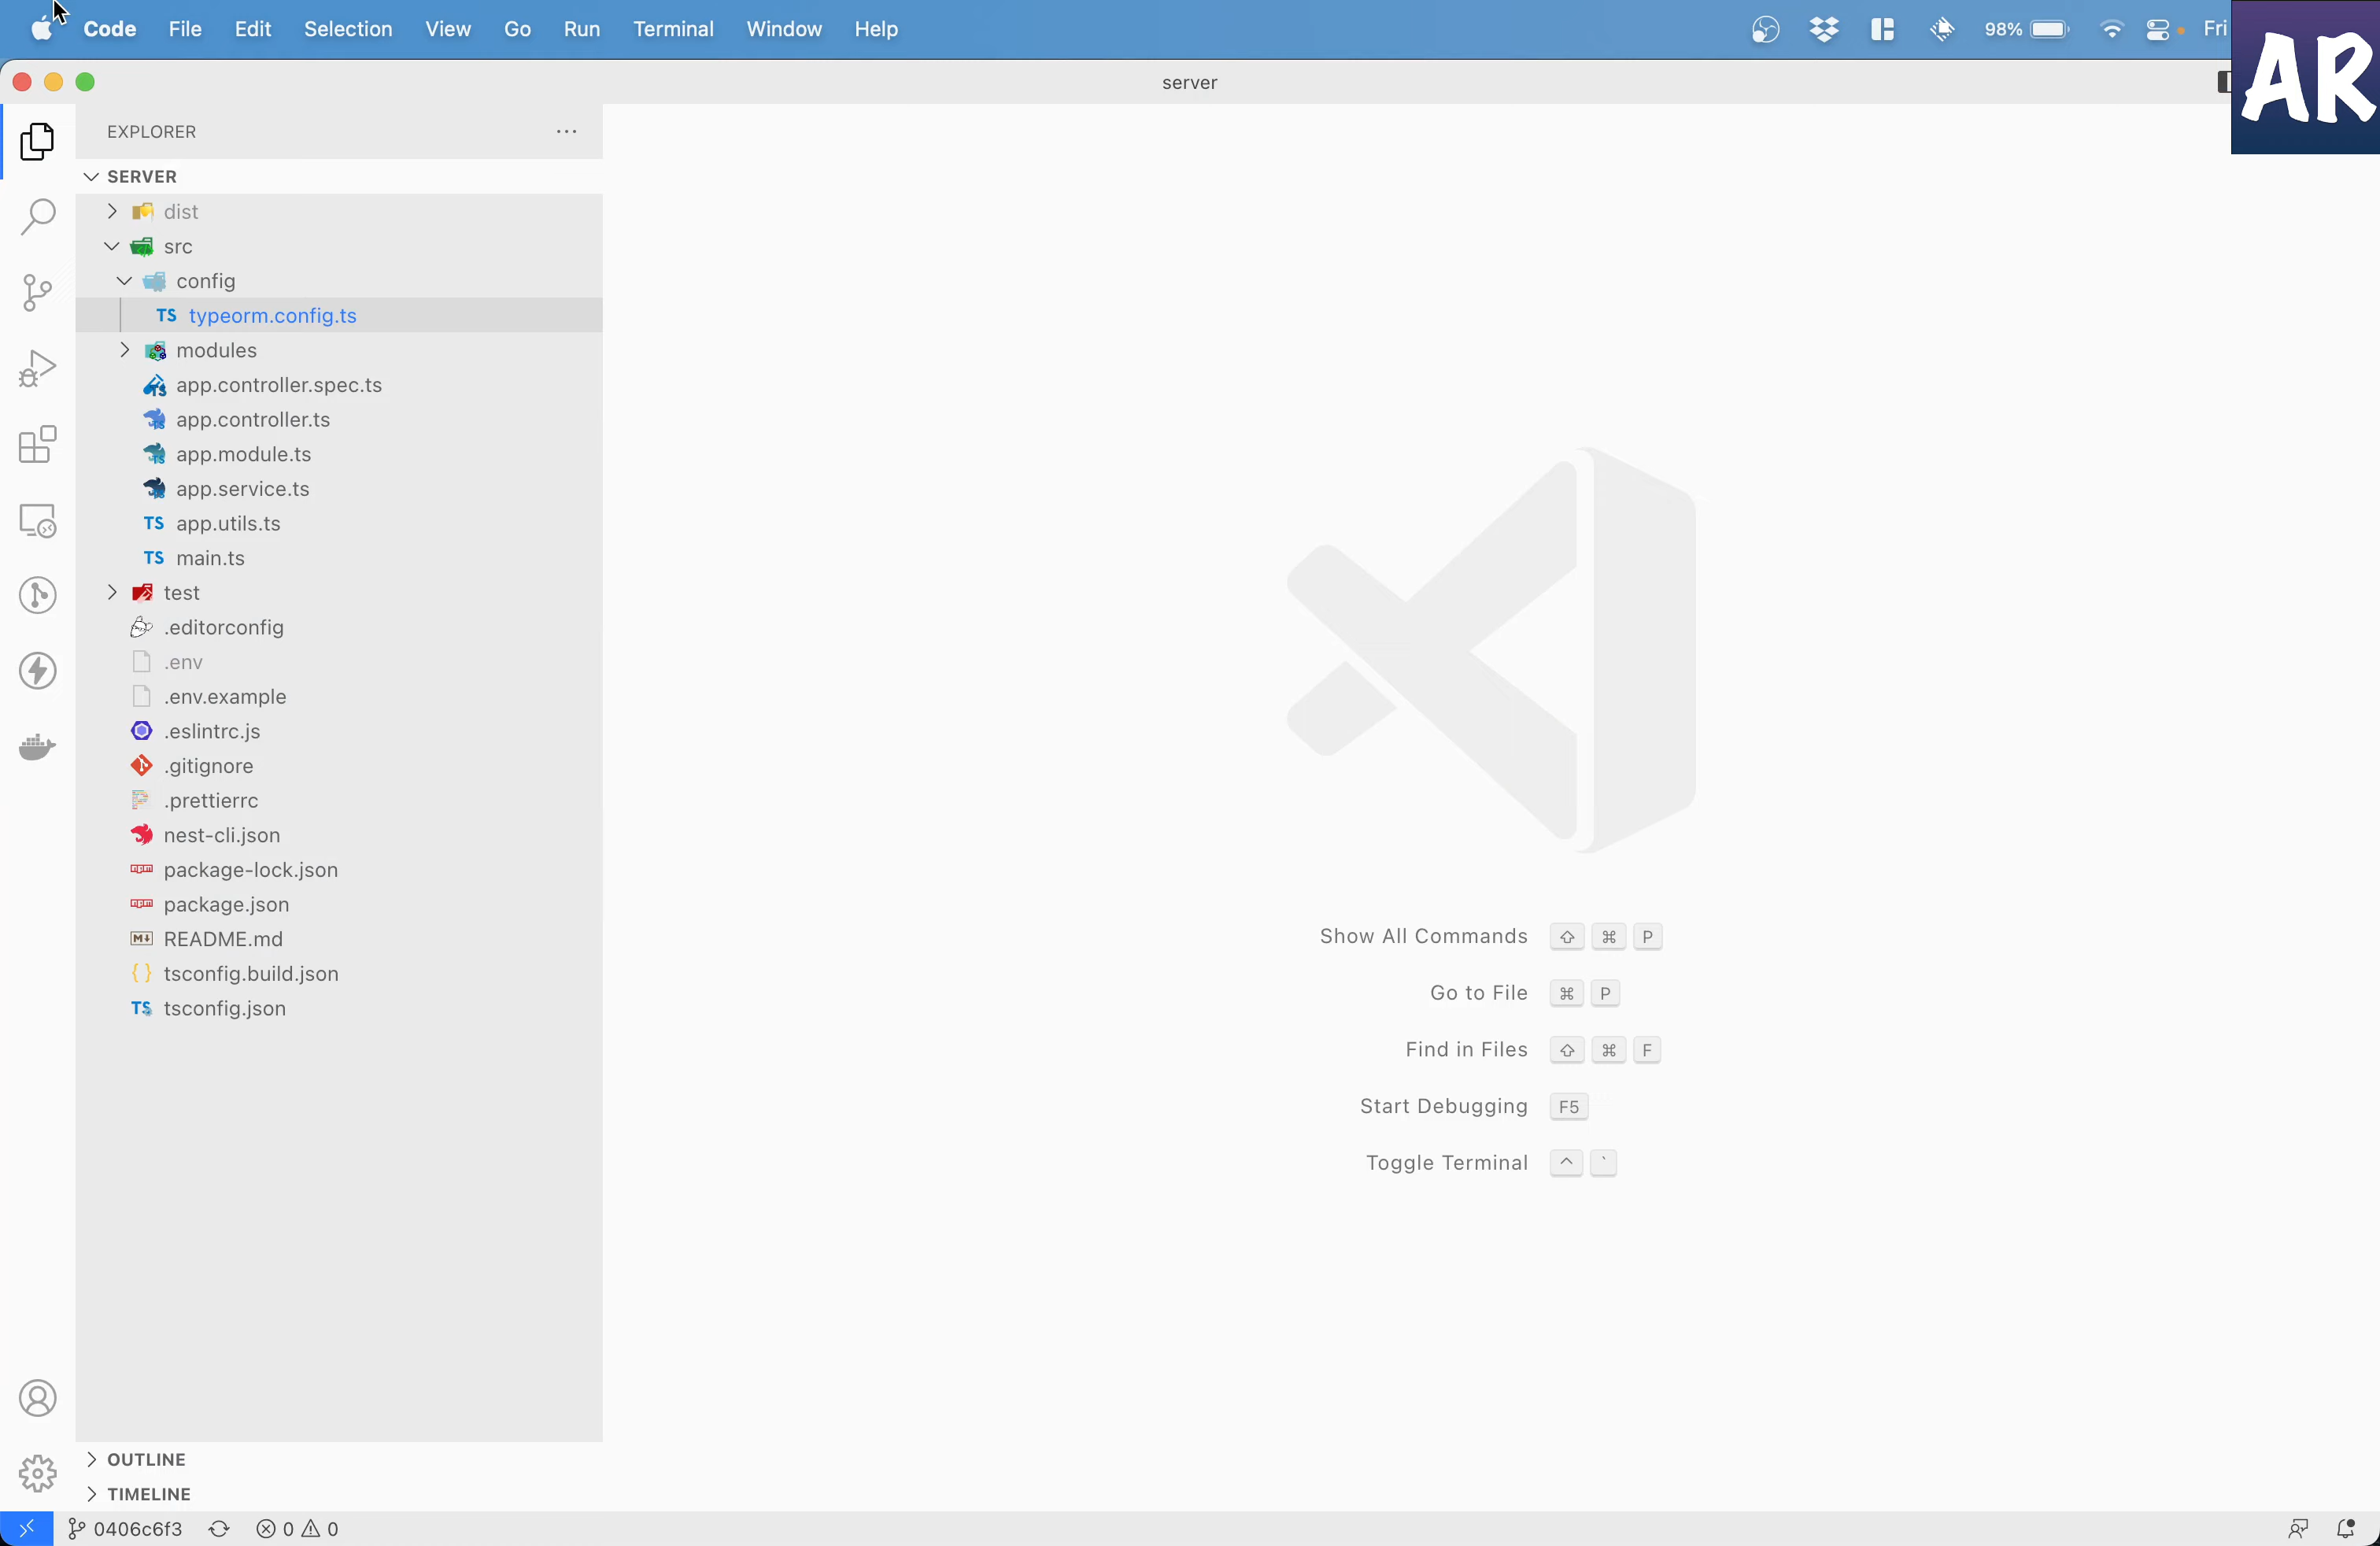 Code File Edit Selection View Go Run Terminal Window Help 98% Fri
server
AR
EXPLORER
SERVER
dist
src
config
TS typeorm.config.ts
modules
app.controller.spec.ts
app.controller.ts
app.module.ts
app.service.ts
TS app.utils.ts
TS main.ts
test
.editorconfig
.env
.env.example
.eslintrc.js
.gitignore
.prettierrc
nest-cli.json
package-lock.json
package.json
M↓ README.md
{ } tsconfig.build.json
TS tsconfig.json
Show All Commands ⇧ ⌘ P
Go to File ⌘ P
Find in Files ⇧ ⌘ F
Start Debugging F5
Toggle Terminal ^ `
OUTLINE
TIMELINE
0406c6f3 0 0